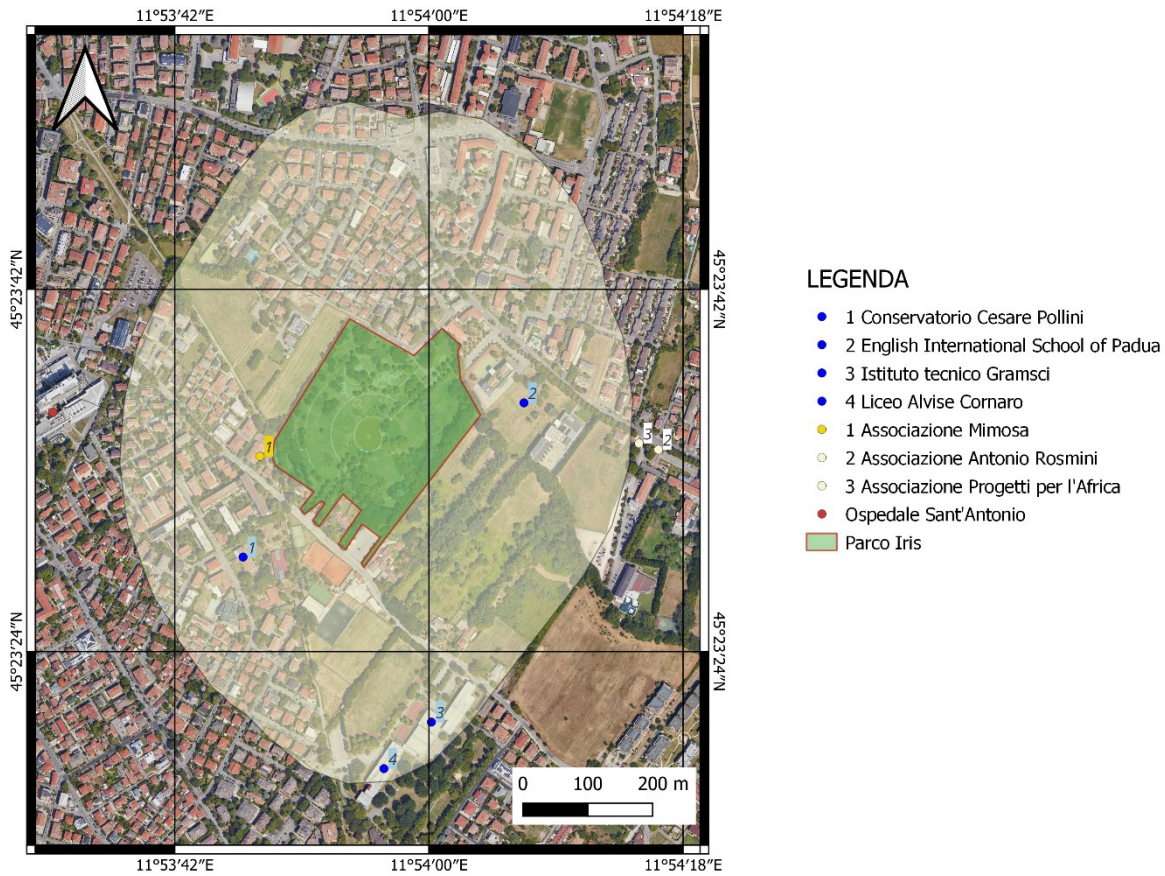 11°53'42"E 11°54'00"E 11°54'18"E
45°23'42"N 45°23'42"N
2
1
3 2
1
45°23'24"N 45°23'24"N
3
4
0 100 200 m
11°53'42"E 11°54'00"E 11°54'18"E
LEGENDA
1 Conservatorio Cesare Pollini
2 English International School of Padua
3 Istituto tecnico Gramsci
4 Liceo Alvise Cornaro
1 Associazione Mimosa
2 Associazione Antonio Rosmini
3 Associazione Progetti per l'Africa
Ospedale Sant'Antonio
Parco Iris